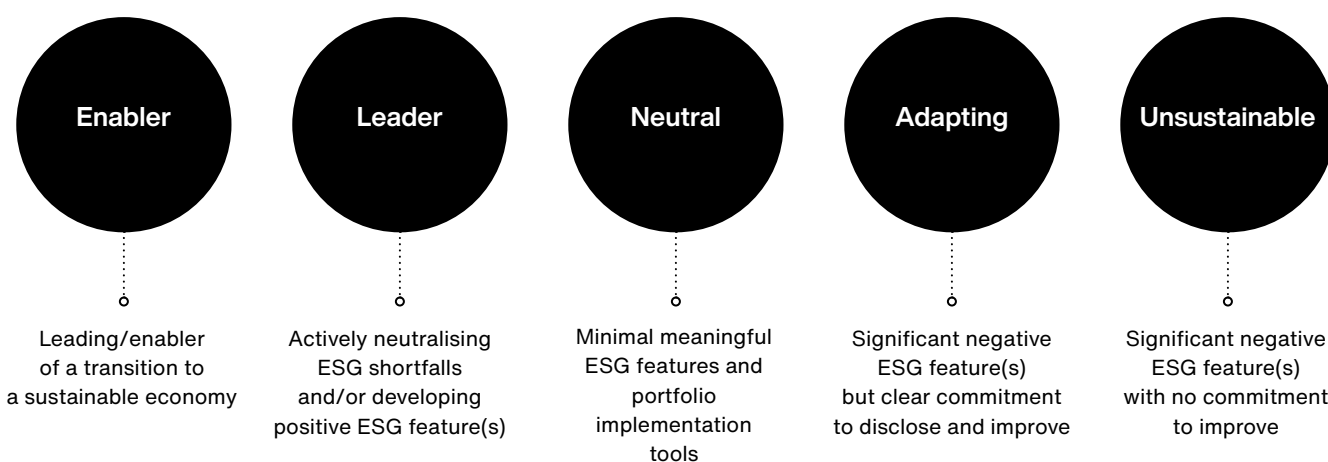 Enabler
Leading/enabler
of a transition to
a sustainable economy
Leader
Actively neutralising
ESG shortfalls
and/or developing
positive ESG feature(s)
Neutral
Minimal meaningful
ESG features and
portfolio
implementation
tools
Adapting
Significant negative
ESG feature(s)
but clear commitment
to disclose and improve
Unsustainable
Significant negative
ESG feature(s)
with no commitment
to improve